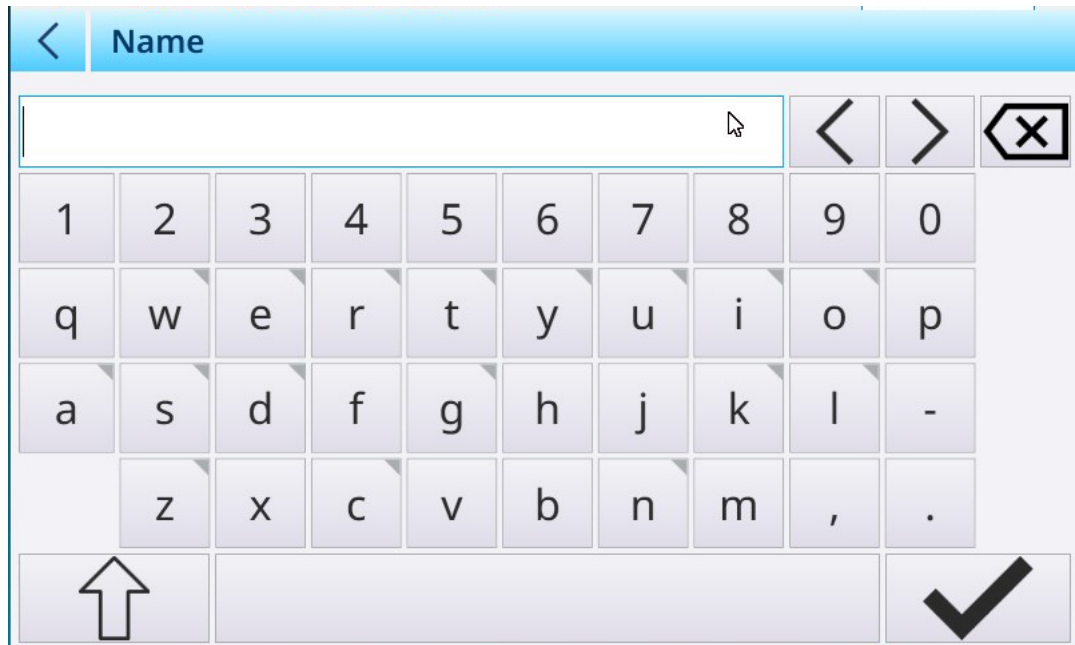 Name
1 2 3 4 5 6 7 8 9 0
q w e r t y u i o p
a s d f g h j k l -
z x c v b n m , .